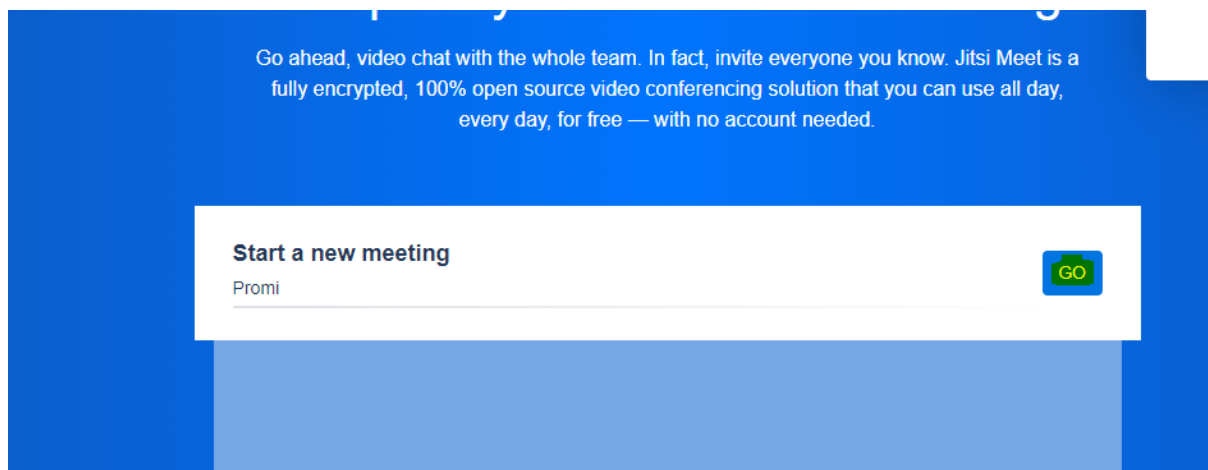 Go ahead, video chat with the whole team. In fact, invite everyone you know. Jitsi Meet is a
fully encrypted, 100% open source video conferencing solution that you can use all day,
every day, for free — with no account needed.
Start a new meeting
Promi
GO